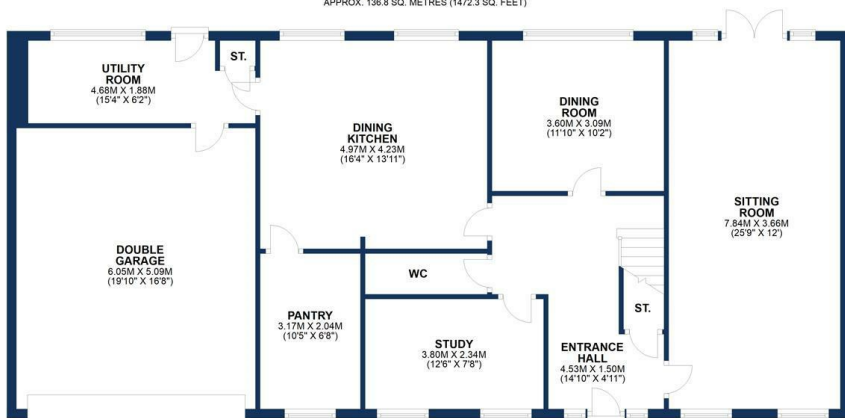 APPROX. 136.8 SQ. METRES (1472.3 SQ. FEET)
UTILITY
ROOM
4.68M X 1.88M
(15'4" X 6'2")
ST.
DINING
KITCHEN
4.97M X 4.23M
(16'4" X 13'11")
DINING
ROOM
3.60M X 3.09M
(11'10" X 10'2")
SITTING
ROOM
7.84M X 3.66M
(25'9" X 12')
DOUBLE
GARAGE
6.05M X 5.09M
(19'10" X 16'8")
WC
PANTRY
3.17M X 2.04M
(10'5" X 6'8")
STUDY
3.80M X 2.34M
(12'6" X 7'8")
ST.
ENTRANCE
HALL
4.53M X 1.50M
(14'10" X 4'11")